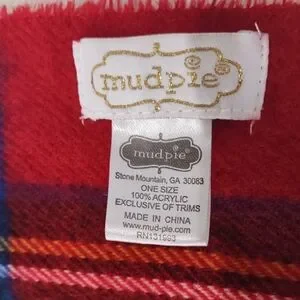 mudpie®
mudpie®
Stone Mountain, GA 30083
ONE SIZE
100% ACRYLIC
EXCLUSIVE OF TRIMS
MADE IN CHINA
www.mud-pie.com
RN131993